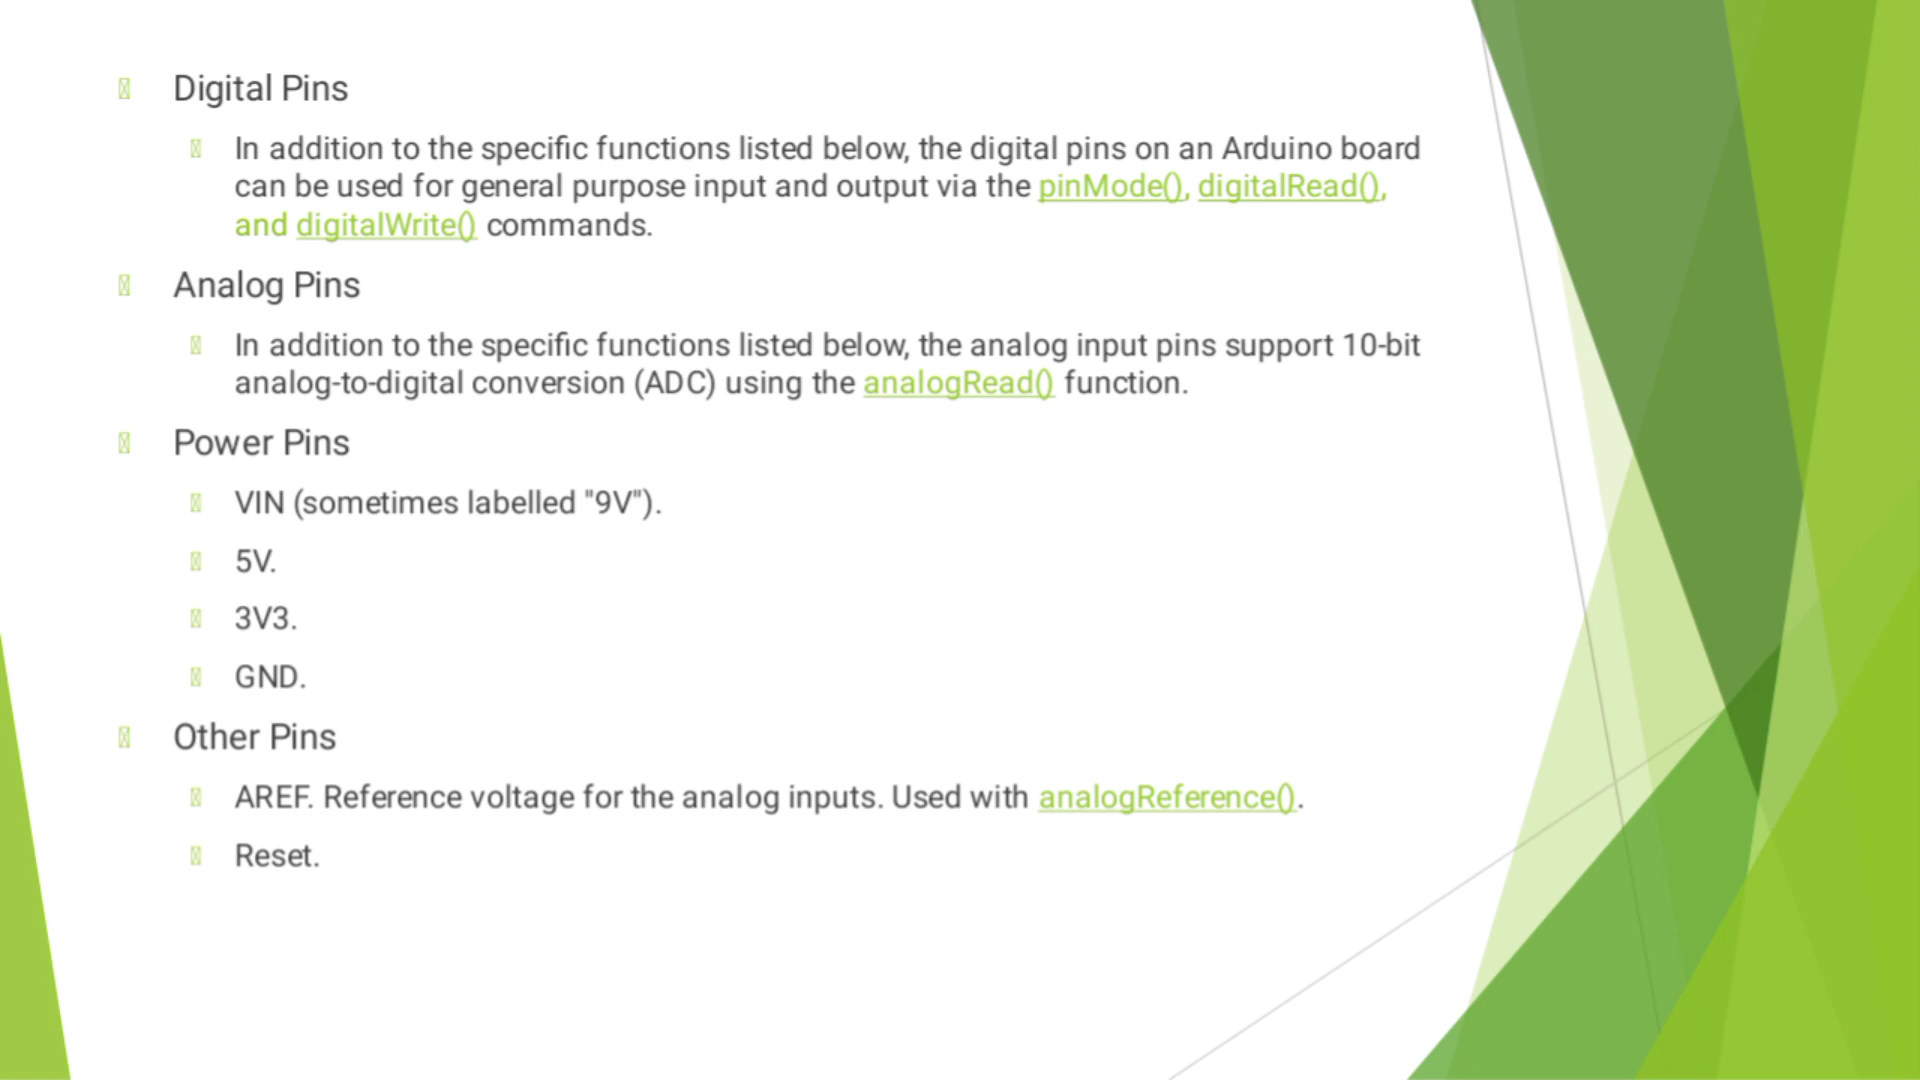 Digital Pins
In addition to the specific functions listed below, the digital pins on an Arduino board
can be used for general purpose input and output via the pinMode(), digitalRead(),
and digitalWrite() commands.
Analog Pins
In addition to the specific functions listed below, the analog input pins support 10-bit
analog-to-digital conversion (ADC) using the analogRead() function.
Power Pins
VIN (sometimes labelled "9V").
5V.
3V3.
GND.
Other Pins
AREF. Reference voltage for the analog inputs. Used with analogReference().
Reset.